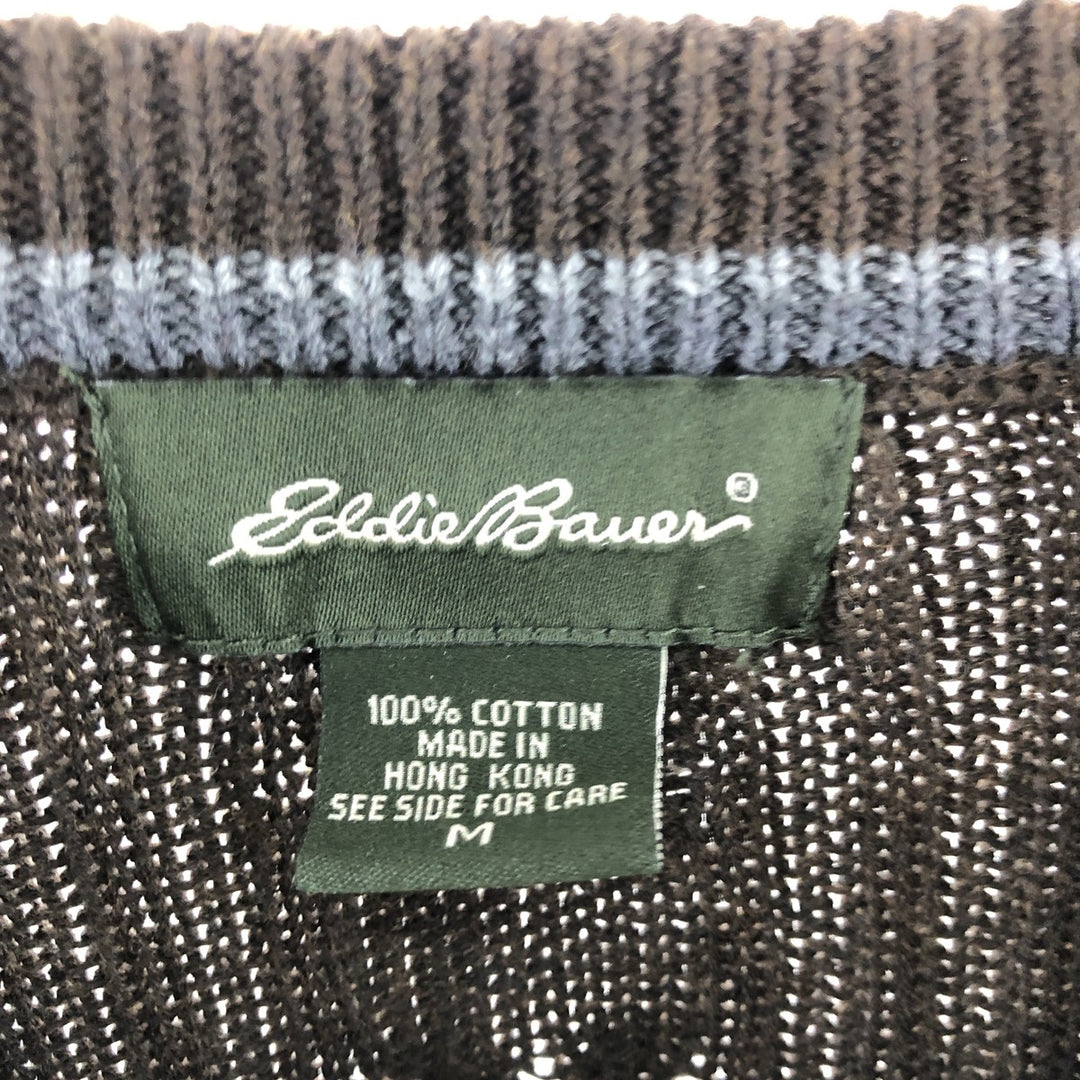 Eddie Bauer®
100% COTTON
MADE IN
HONG KONG
SEE SIDE FOR CARE
M